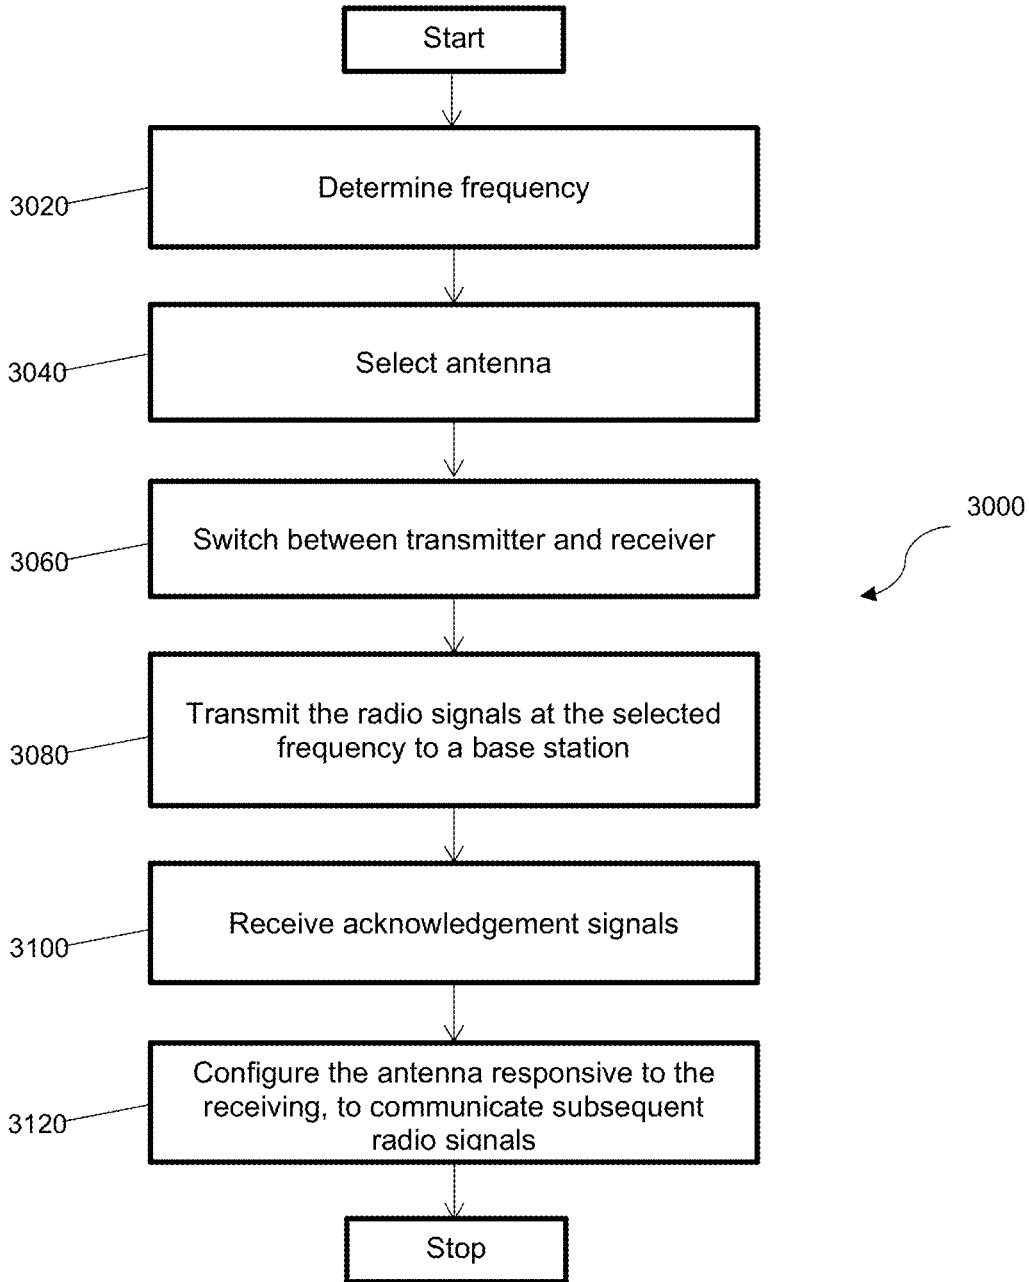 Start
Determine frequency
3020
Select antenna
3040
Switch between transmitter and receiver
3060
3000
Transmit the radio signals at the selected
frequency to a base station
3080
Receive acknowledgement signals
3100
Configure the antenna responsive to the
receiving, to communicate subsequent
radio signals
3120
Stop